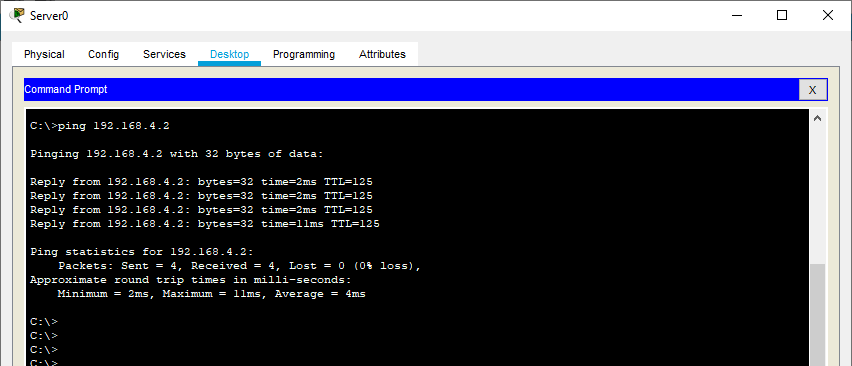 Server0
Physical Config Services Desktop Programming Attributes
Command Prompt
X
C:\>ping 192.168.4.2
Pinging 192.168.4.2 with 32 bytes of data:
Reply from 192.168.4.2: bytes=32 time=2ms TTL=125
Reply from 192.168.4.2: bytes=32 time=2ms TTL=125
Reply from 192.168.4.2: bytes=32 time=2ms TTL=125
Reply from 192.168.4.2: bytes=32 time=11ms TTL=125
Ping statistics for 192.168.4.2:
Packets: Sent = 4, Received = 4, Lost = 0 (0% loss),
Approximate round trip times in milli-seconds:
Minimum = 2ms, Maximum = 11ms, Average = 4ms
C:\>
C:\>
C:\>
C:\>